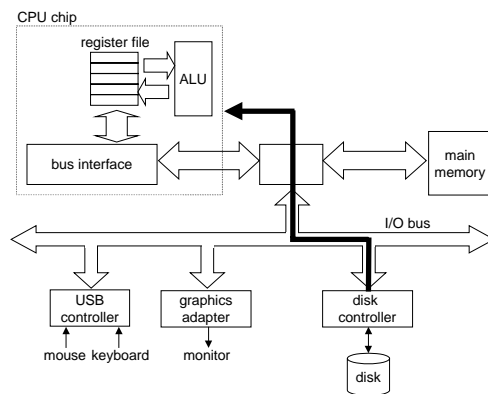 CPU chip
register file
ALU
bus interface
main
memory
I/O bus
USB
controller
graphics
adapter
disk
controller
mouse keyboard
monitor
disk